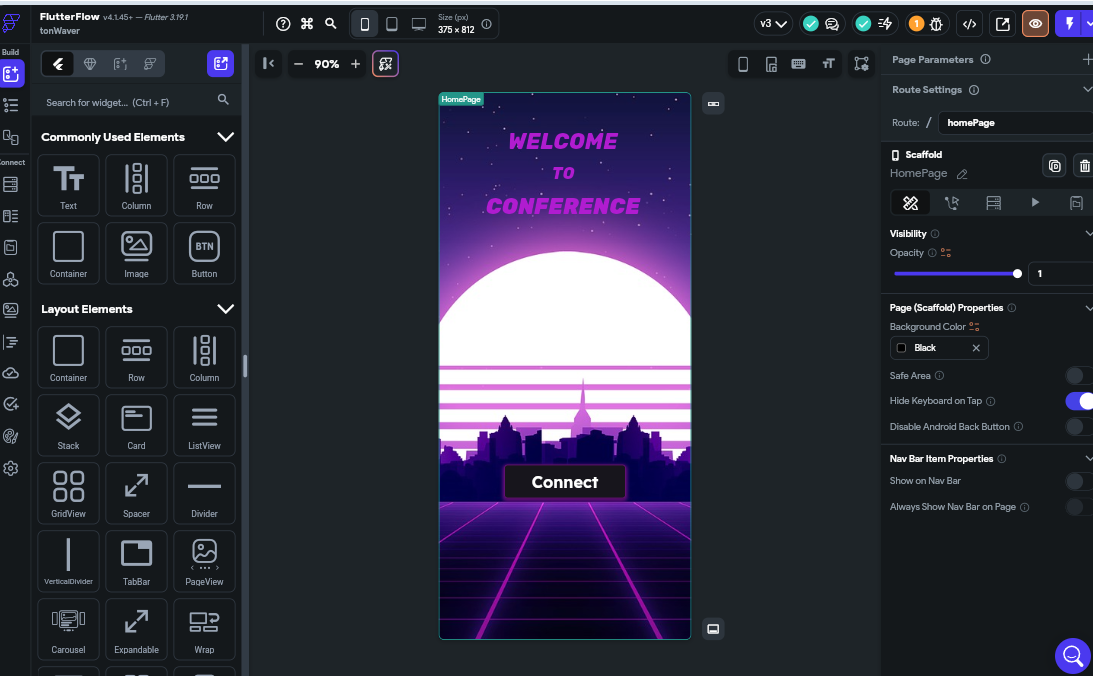 FlutterFlow v4.1.45+ — Flutter 3.19.1
tonWaver
Size (px)
375 × 812
v3
1
Build
Connect
90%
Search for widget... (Ctrl + F)
Commonly Used Elements
Text
Column
Row
Container
Image
BTN
Button
Layout Elements
Container
Row
Column
Stack
Card
ListView
GridView
Spacer
Divider
VerticalDivider
TabBar
PageView
Carousel
Expandable
Wrap
HomePage
WELCOME
TO
CONFERENCE
Connect
Page Parameters
Route Settings
Route: / homePage
Scaffold
HomePage
Visibility
Opacity
1
Page (Scaffold) Properties
Background Color
Black
Safe Area
Hide Keyboard on Tap
Disable Android Back Button
Nav Bar Item Properties
Show on Nav Bar
Always Show Nav Bar on Page